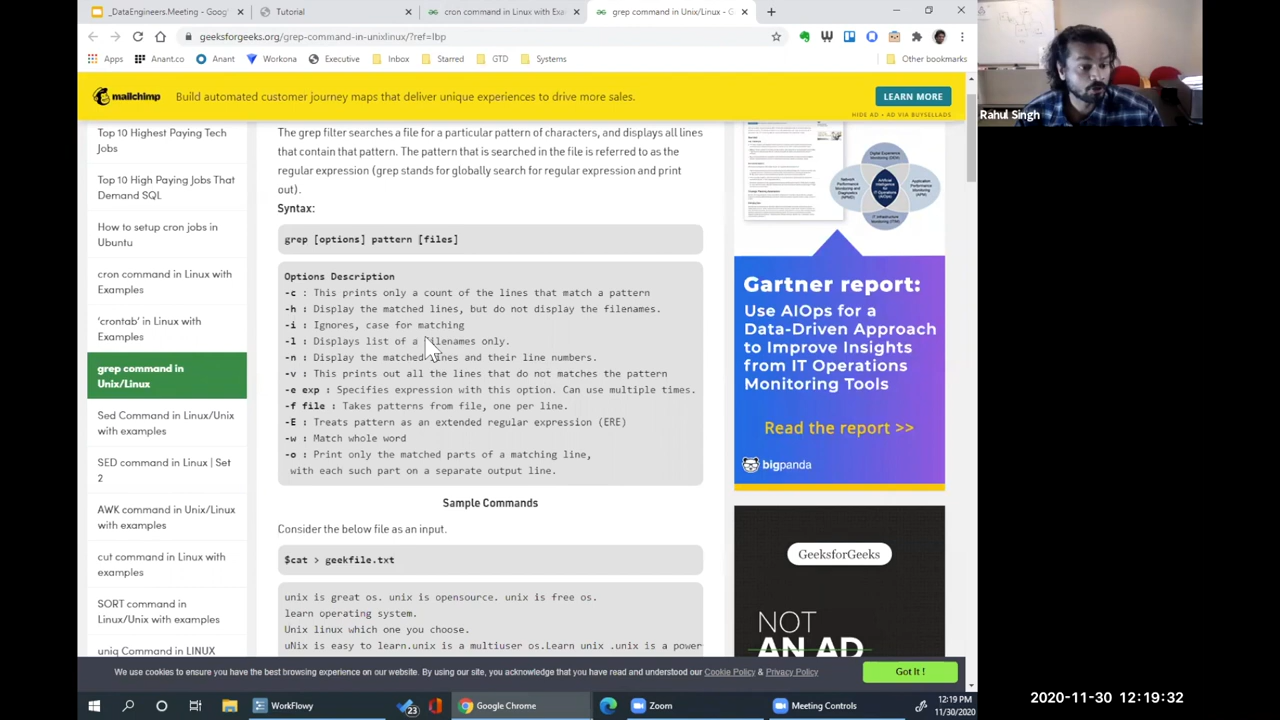 _DataEngineers.Meeting - Goog
Tutorial
cron command in Linux with Exa
grep command in Unix/Linux - G
geeksforgeeks.org/grep-command-in-unixlinux/?ref=lbp
Apps
Anant.co
Anant
Workona
Executive
Inbox
Starred
GTD
Systems
Other bookmarks
mailchimp
Build automated customer journey maps that deliver unique experiences to drive more sales.
LEARN MORE
HIDE AD • AD VIA BUYSELLADS
Rahul Singh
Top 10 Highest Paying Tech
Jobs
Top 10 High Paying Jobs That
Demand SQL
How to setup cron jobs in
Ubuntu
cron command in Linux with
Examples
'crontab' in Linux with
Examples
grep command in
Unix/Linux
Sed Command in Linux/Unix
with examples
SED command in Linux | Set
2
AWK command in Unix/Linux
with examples
cut command in Linux with
examples
SORT command in
Linux/Unix with examples
uniq Command in LINUX
The grep filter searches a file for a particular pattern of characters, and displays all lines
that contain that pattern. The pattern that is searched in the file is referred to as the
regular expression (grep stands for globally search for regular expression and print
out).
Syntax:
grep [options] pattern [files]
Options Description
-c : This prints only a count of the lines that match a pattern
-h : Display the matched lines, but do not display the filenames.
-i : Ignores, case for matching
-l : Displays list of a filenames only.
-n : Display the matched lines and their line numbers.
-v : This prints out all the lines that do not matches the pattern
-e exp : Specifies expression with this option. Can use multiple times.
-f file : Takes patterns from file, one per line.
-E : Treats pattern as an extended regular expression (ERE)
-w : Match whole word
-o : Print only the matched parts of a matching line,
with each such part on a separate output line.
Sample Commands
Consider the below file as an input.
$cat > geekfile.txt
unix is great os. unix is opensource. unix is free os.
learn operating system.
Unix linux which one you choose.
uNix is easy to learn.unix is a multiuser os.Learn unix .unix is a power
Gartner report:
Use AIOps for a
Data-Driven Approach
to Improve Insights
from IT Operations
Monitoring Tools
Read the report >>
bigpanda
GeeksforGeeks
NOT
AN AD
We use cookies to ensure you have the best browsing experience on our website. By using our site, you acknowledge that you have read and understood our Cookie Policy & Privacy Policy
Got It !
WorkFlowy
23
Google Chrome
Zoom
Meeting Controls
12:19 PM
11/30/2020
2020-11-30 12:19:32